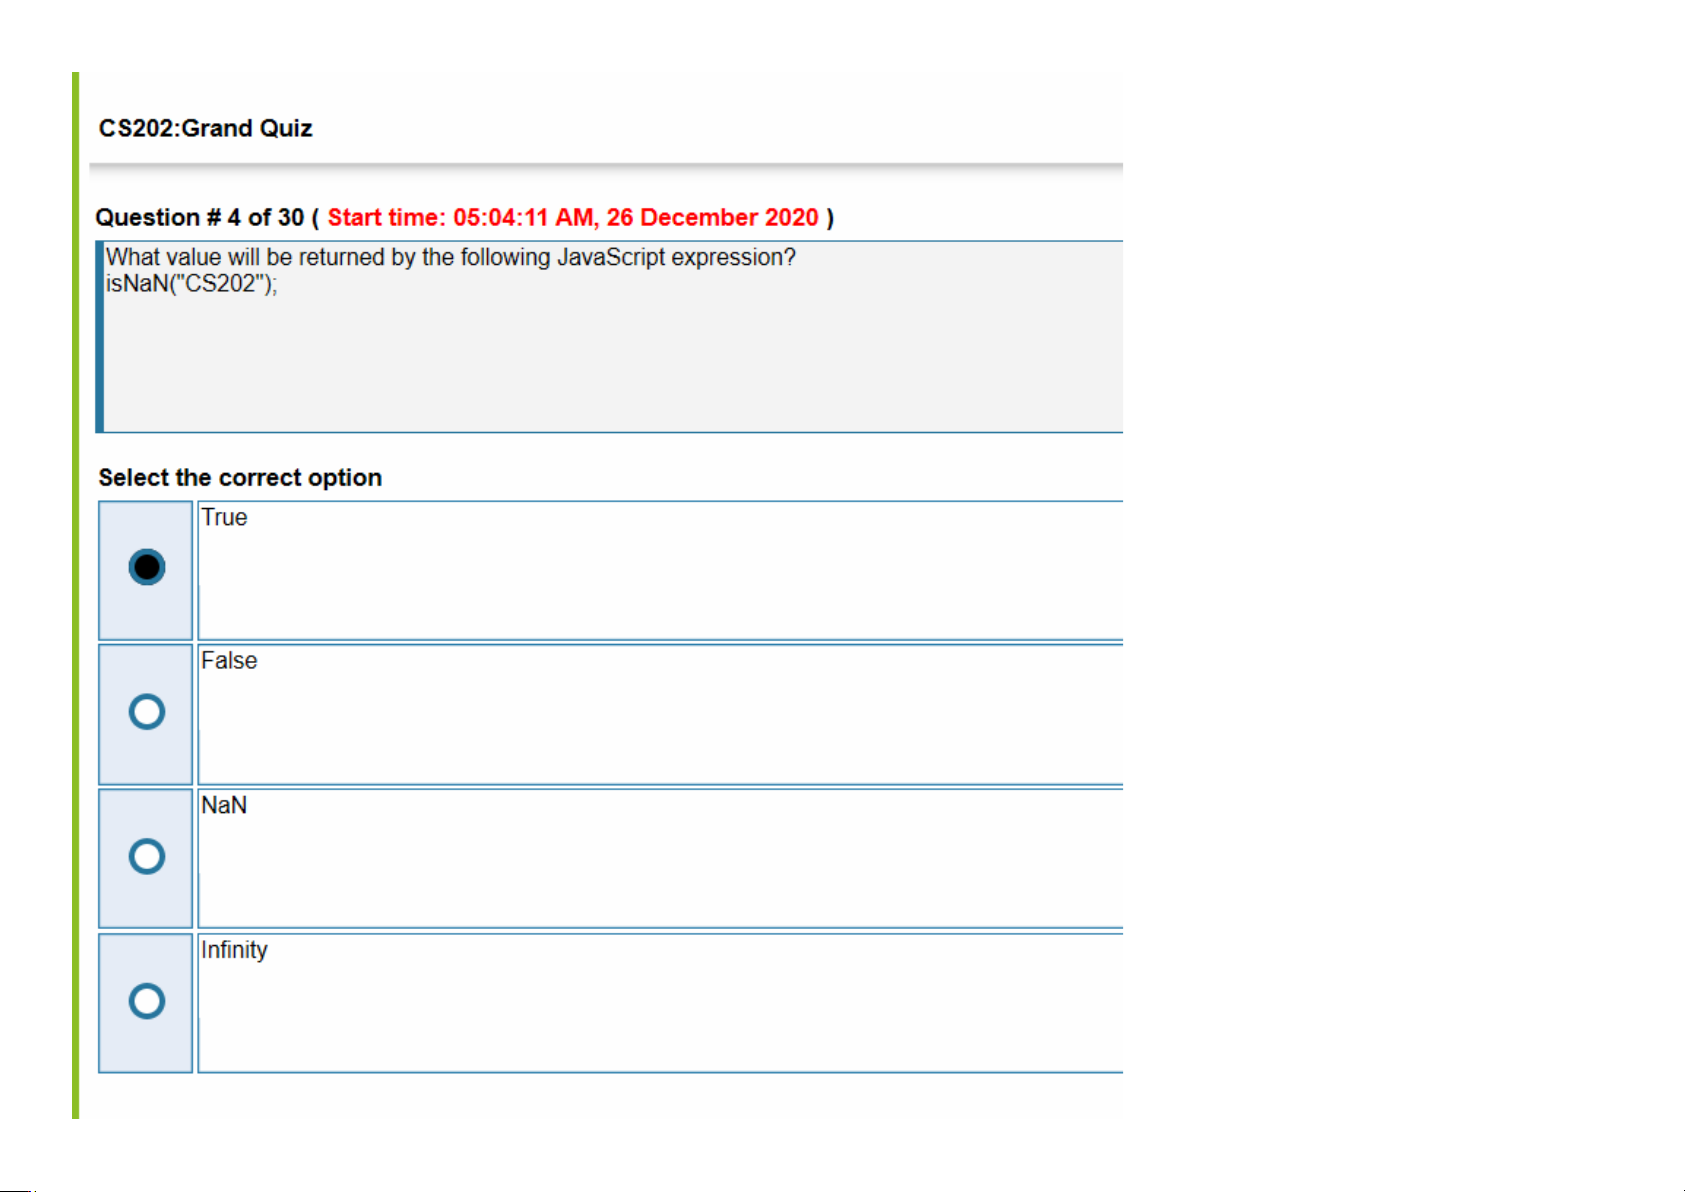 CS202:Grand Quiz
Question # 4 of 30 ( Start time: 05:04:11 AM, 26 December 2020 )
What value will be returned by the following JavaScript expression?
isNaN("CS202");
Select the correct option
True
False
NaN
Infinity